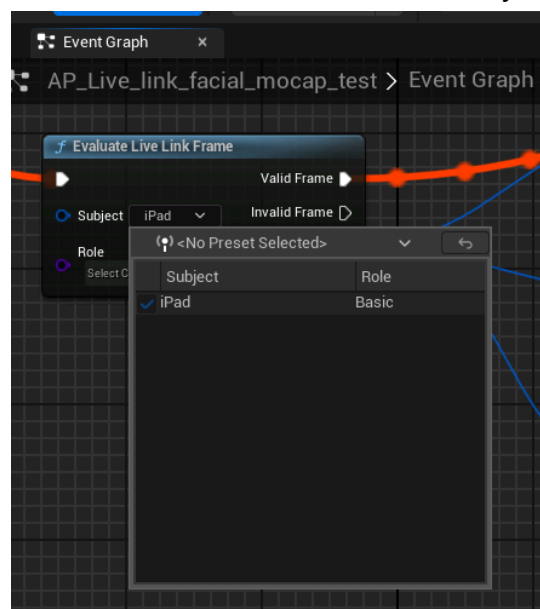 Event Graph ×
AP_Live_link_facial_mocap_test > Event Graph
f Evaluate Live Link Frame
Valid Frame
Subject iPad Invalid Frame
Role
Select C
<No Preset Selected>
Subject Role
iPad Basic